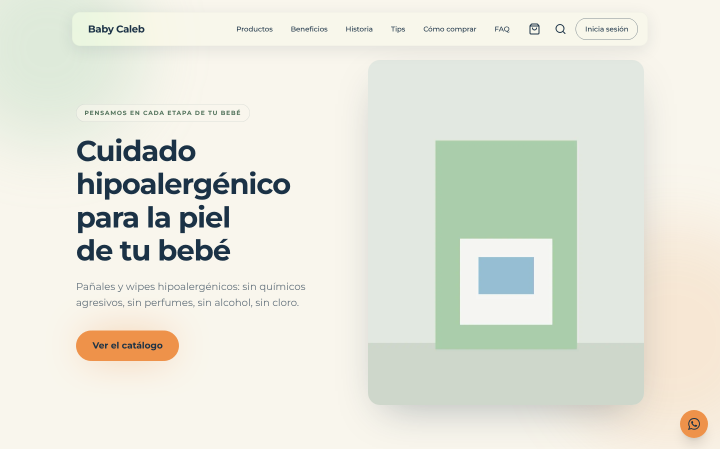 Baby Caleb
Productos
Beneficios
Historia
Tips
Cómo comprar
FAQ
Inicia sesión
PENSAMOS EN CADA ETAPA DE TU BEBÉ
Cuidado
hipoalergénico
para la piel
de tu bebé
Pañales y wipes hipoalergénicos: sin químicos
agresivos, sin perfumes, sin alcohol, sin cloro.
Ver el catálogo